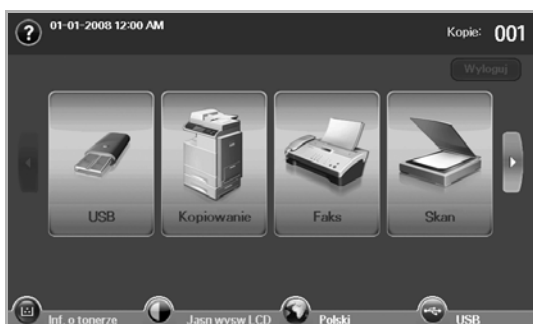 ? 01-01-2008 12:00 AM Kopie: 001
Wyloguj
USB Kopiowanie Faks Skan
Inf. o tonerze Jasn wysw LCD Polski USB